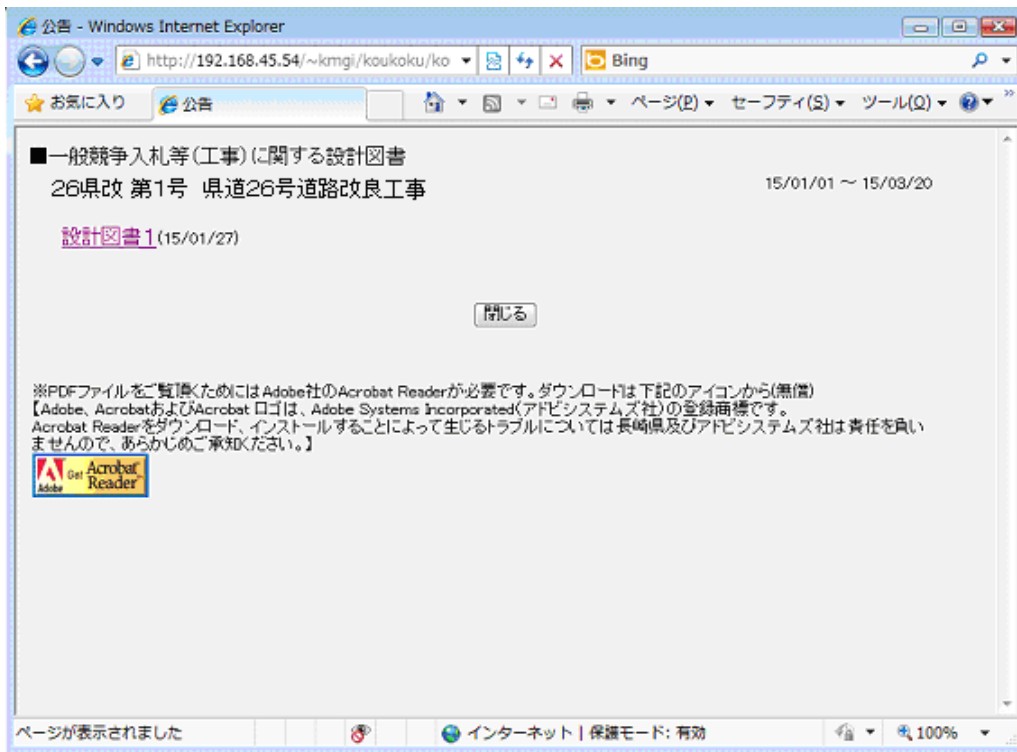 公告 - Windows Internet Explorer
http://192.168.45.54/~kmgi/koukoku/ko
Bing
お気に入り
公告
ページ(P)
セーフティ(S)
ツール(O)
■一般競争入札等(工事)に関する設計図書
26県改 第1号 県道26号道路改良工事
15/01/01 ～ 15/03/20
設計図書1(15/01/27)
閉じる
※PDFファイルをご覧頂くためにはAdobe社のAcrobat Readerが必要です。ダウンロードは下記のアイコンから(無償)
【Adobe、AcrobatおよびAcrobat ロゴは、Adobe Systems Incorporated(アドビシステムズ社)の登録商標です。
Acrobat Readerをダウンロード、インストールすることによって生じるトラブルについては長崎県及びアドビシステムズ社は責任を負い
ませんので、あらかじめご承知ください。】
Adobe
Get Acrobat
Reader
ページが表示されました
インターネット | 保護モード: 有効
100%